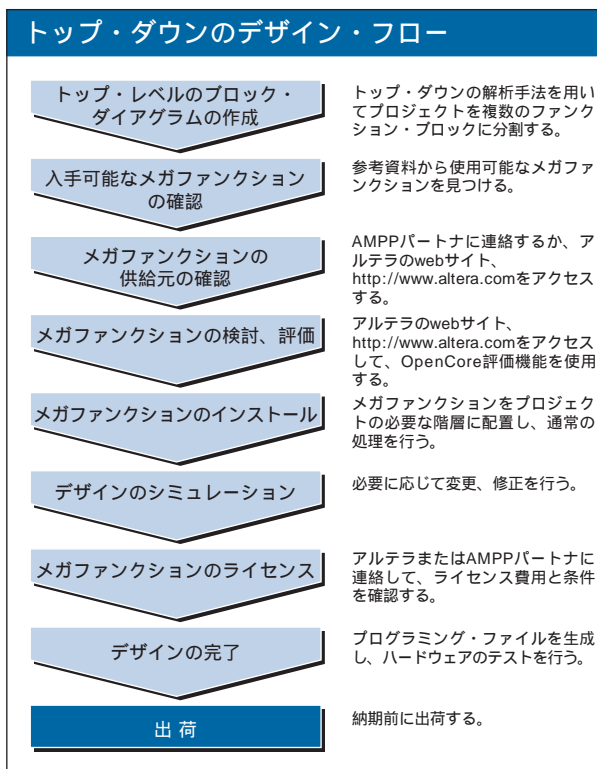 トップ・ダウンのデザイン・フロー
トップ・レベルのブロック・
ダイアグラムの作成
トップ・ダウンの解析手法を用い
てプロジェクトを複数のファンク
ション・ブロックに分割する。
入手可能なメガファンクション
の確認
参考資料から使用可能なメガファ
ンクションを見つける。
メガファンクションの
供給元の確認
AMPPパートナに連絡するか、ア
ルテラのwebサイト、
http://www.altera.comをアクセス
する。
メガファンクションの検討、評価
アルテラのwebサイト、
http://www.altera.comをアクセス
して、OpenCore評価機能を使用
する。
メガファンクションのインストール
メガファンクションをプロジェク
トの必要な階層に配置し、通常の
処理を行う。
デザインのシミュレーション
必要に応じて変更、修正を行う。
メガファンクションのライセンス
アルテラまたはAMPPパートナに
連絡して、ライセンス費用と条件
を確認する。
デザインの完了
プログラミング・ファイルを生成
し、ハードウェアのテストを行う。
出 荷
納期前に出荷する。